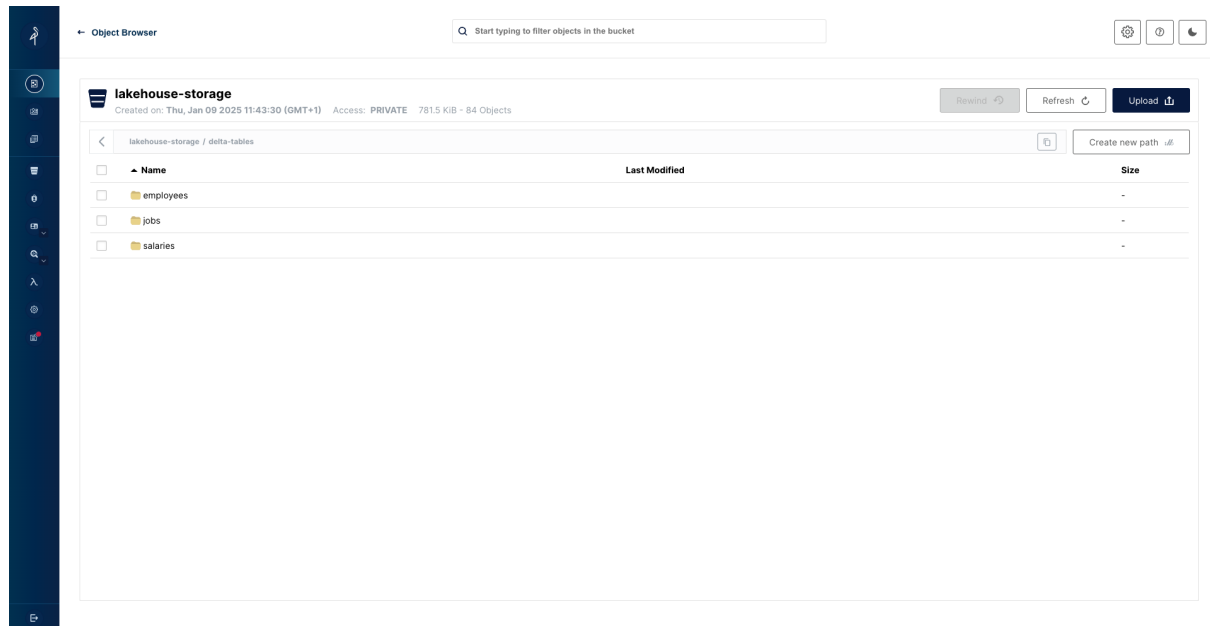 ← Object Browser
Start typing to filter objects in the bucket
lakehouse-storage
Created on: Thu, Jan 09 2025 11:43:30 (GMT+1) Access: PRIVATE 781.5 KiB - 84 Objects
Rewind
Refresh
Upload
lakehouse-storage / delta-tables
Create new path
Name Last Modified Size
employees -
jobs -
salaries -